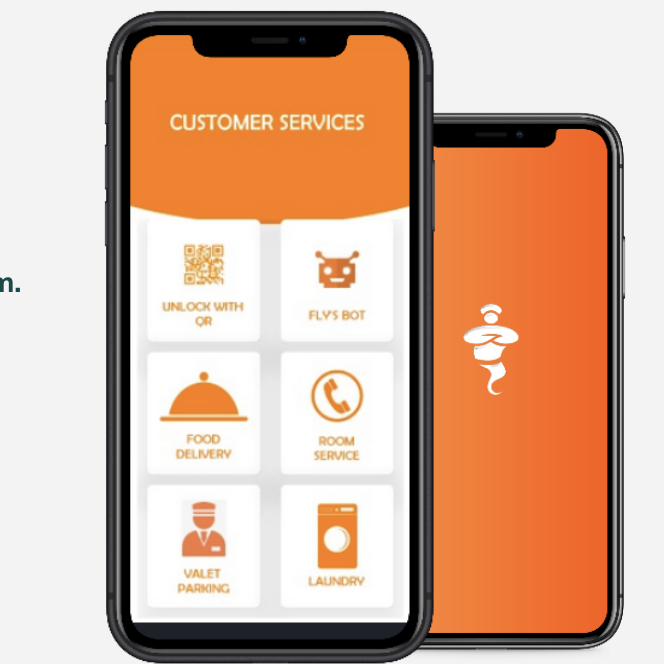 m.
CUSTOMER SERVICES
UNLOCK WITH
QR
FLY'S BOT
FOOD
DELIVERY
ROOM
SERVICE
VALET
PARKING
LAUNDRY